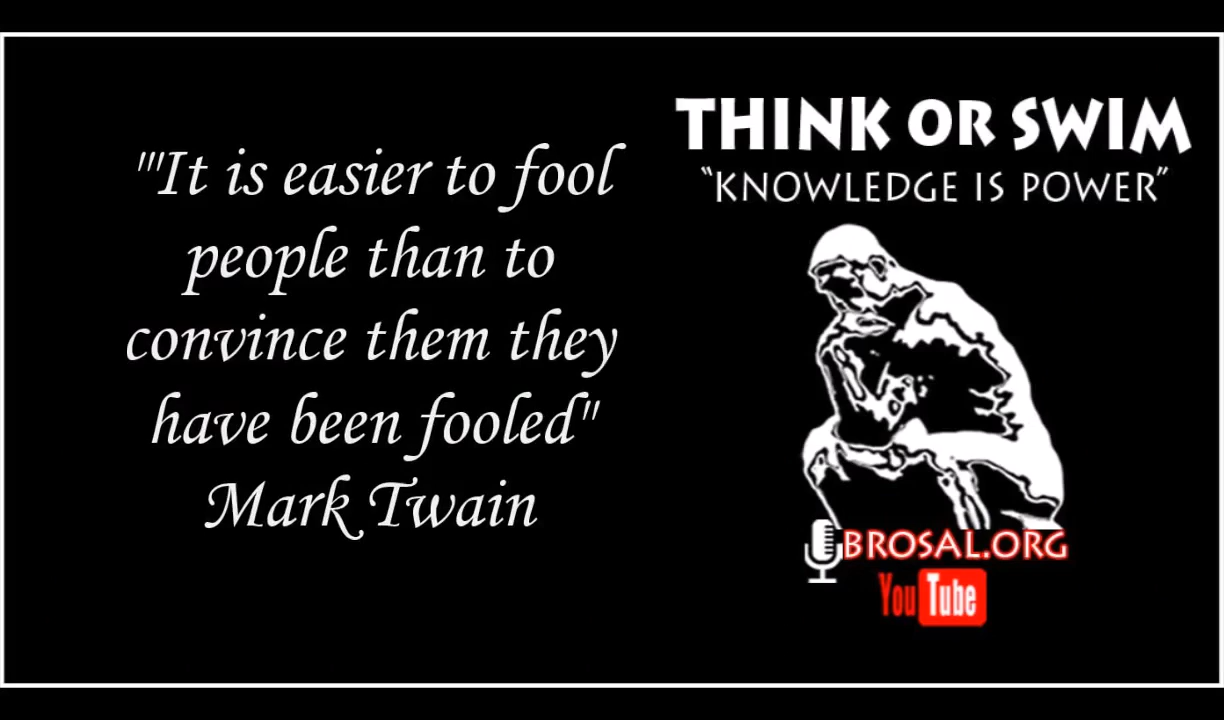 "'It is easier to fool
people than to
convince them they
have been fooled"
Mark Twain
THINK OR SWIM
"KNOWLEDGE IS POWER"
BROSAL.ORG
YouTube